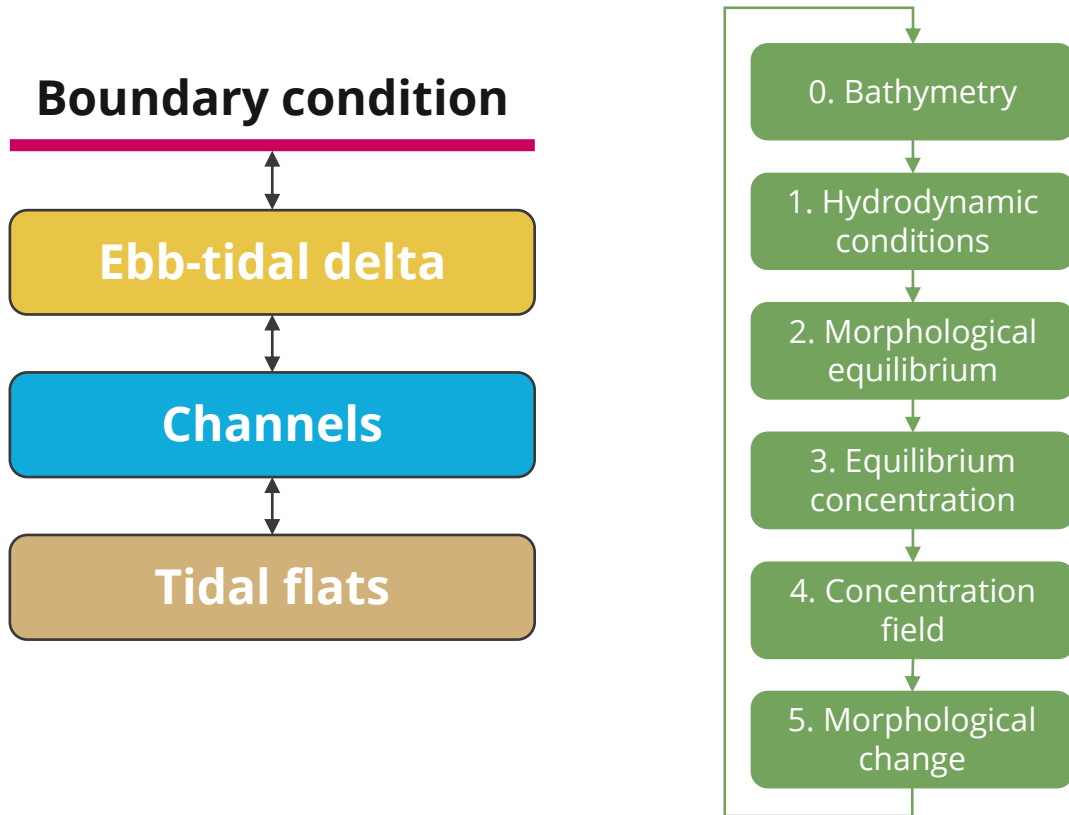 Boundary condition
Ebb-tidal delta
Channels
Tidal flats
0. Bathymetry
1. Hydrodynamic
conditions
2. Morphological
equilibrium
3. Equilibrium
concentration
4. Concentration
field
5. Morphological
change